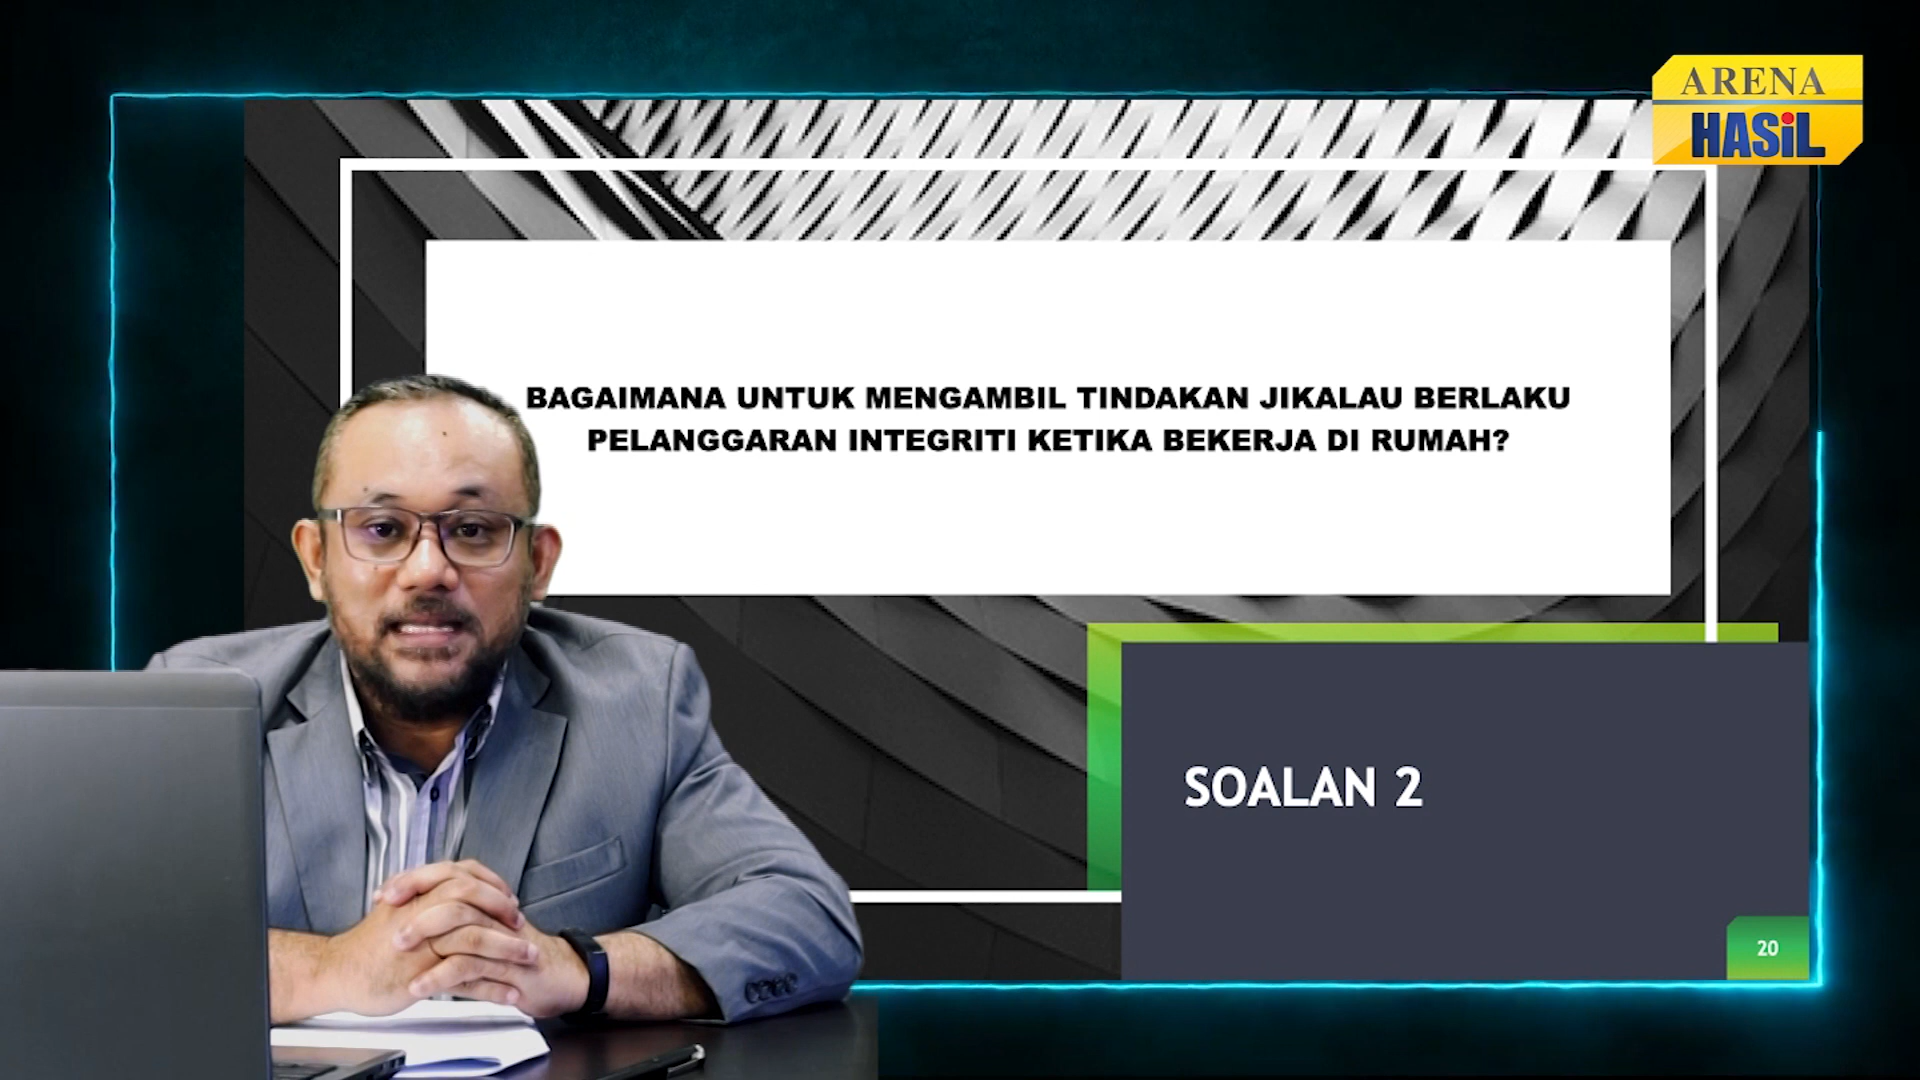 ARENA
HASiL
BAGAIMANA UNTUK MENGAMBIL TINDAKAN JIKALAU BERLAKU
PELANGGARAN INTEGRITI KETIKA BEKERJA DI RUMAH?
SOALAN 2
20